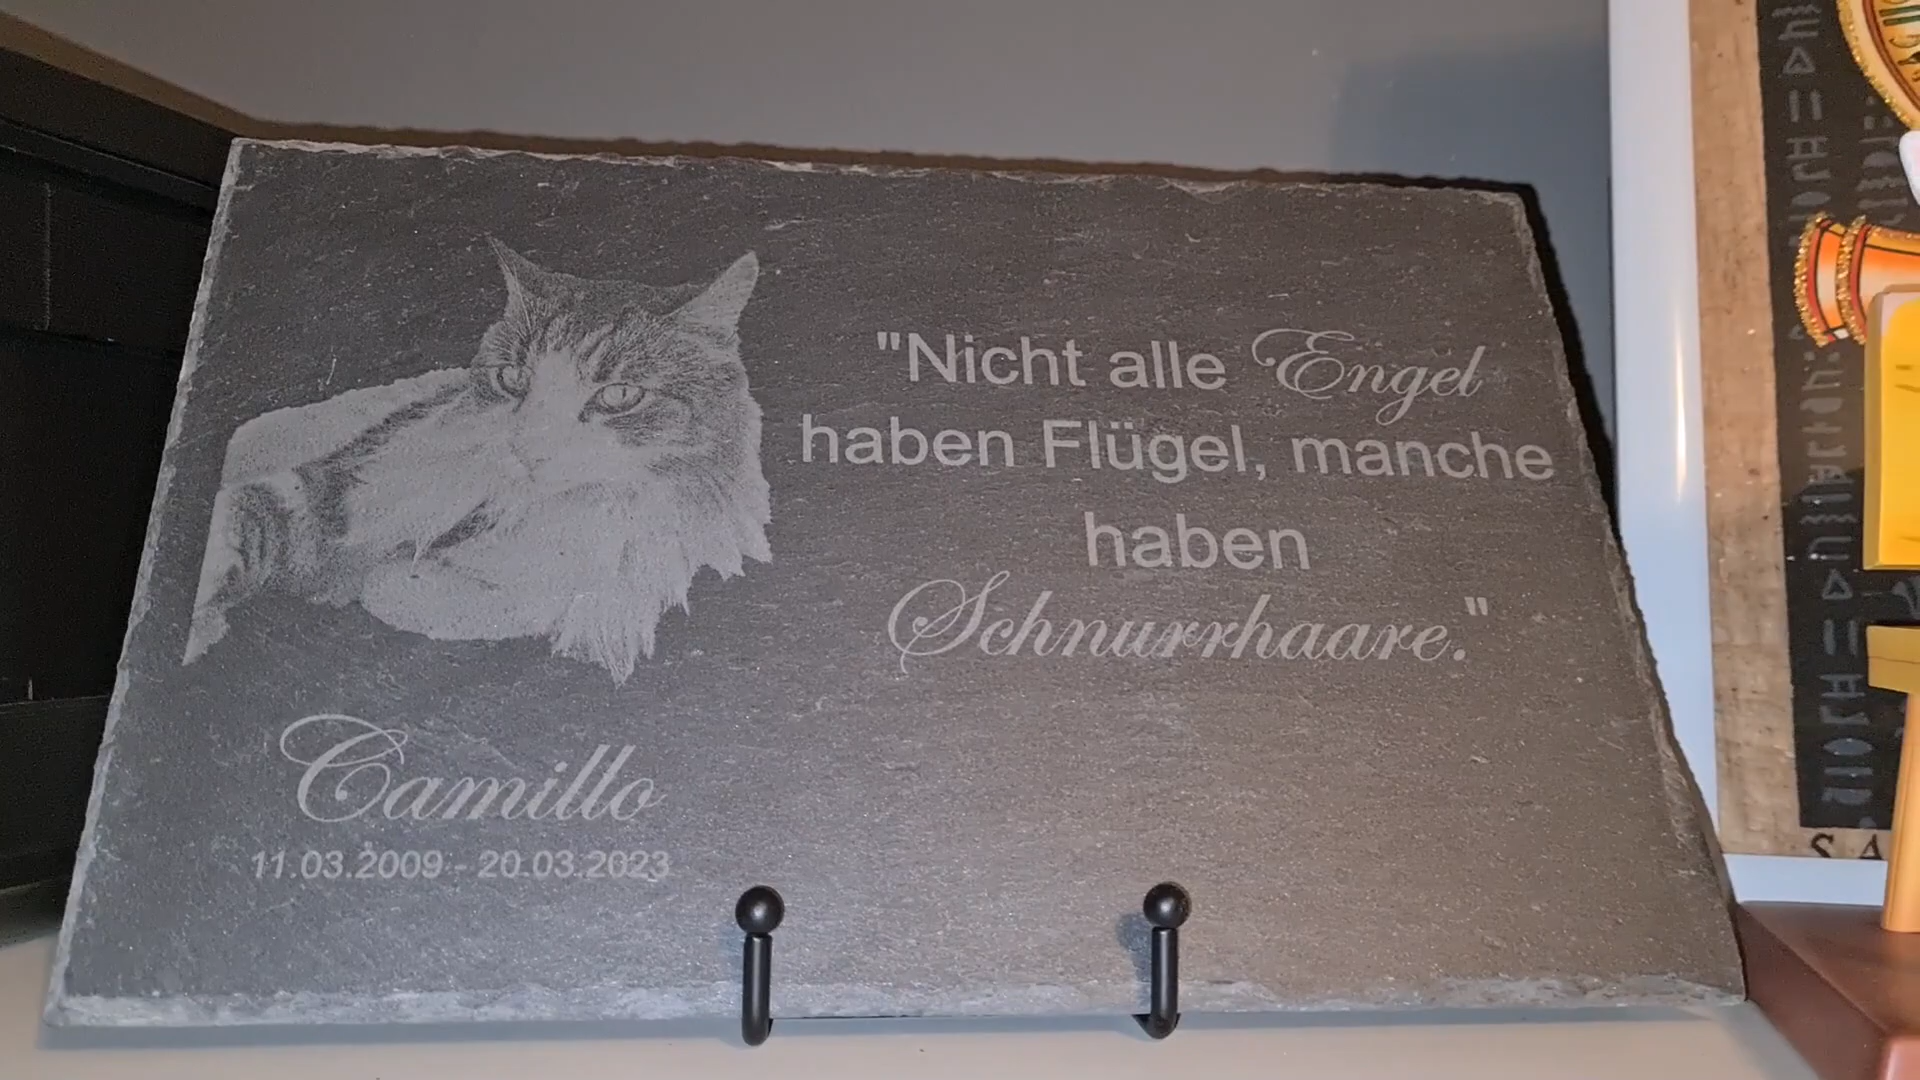 "Nicht alle Engel
haben Flügel, manche
haben
Schnurrhaare."
Camillo
11.03.2009 - 20.03.2023
S A